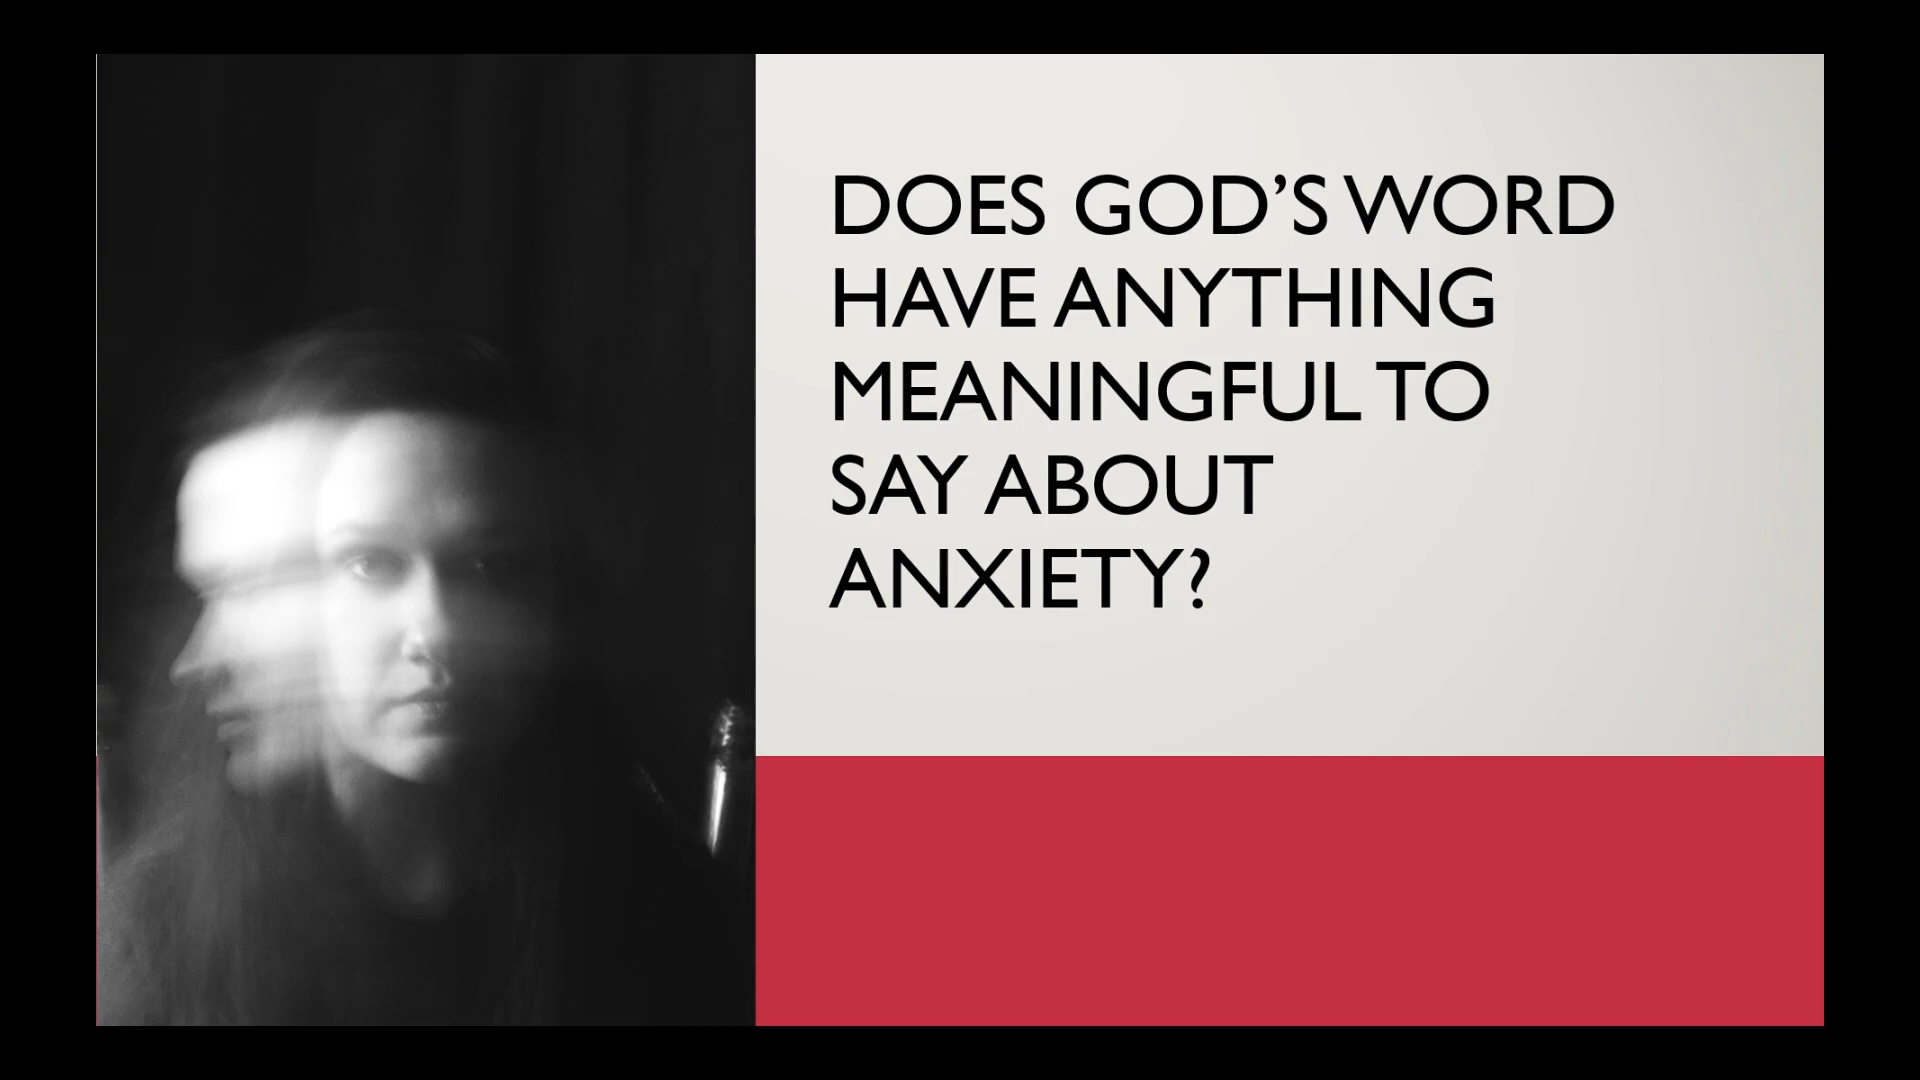 DOES GOD’S WORD
HAVE ANYTHING
MEANINGFUL TO
SAY ABOUT
ANXIETY?